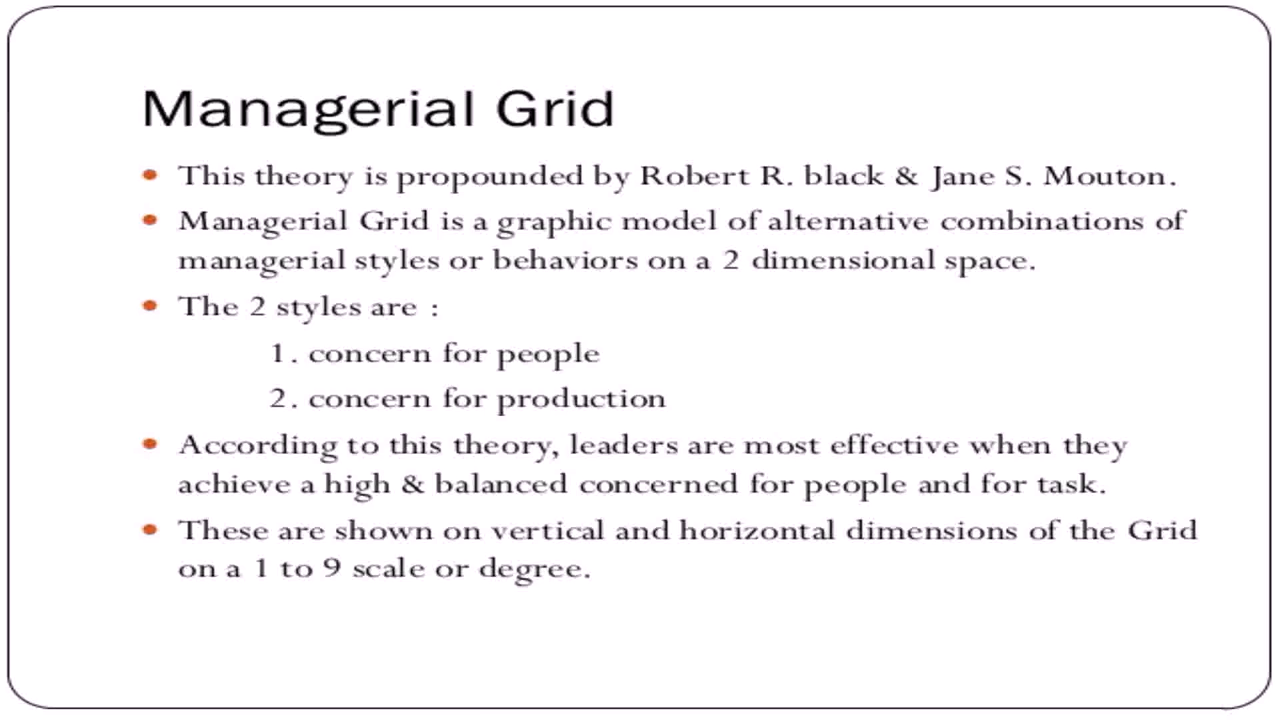 Managerial Grid
• This theory is propounded by Robert R. black & Jane S. Mouton.
• Managerial Grid is a graphic model of alternative combinations of
managerial styles or behaviors on a 2 dimensional space.
• The 2 styles are :
1. concern for people
2. concern for production
• According to this theory, leaders are most effective when they
achieve a high & balanced concerned for people and for task.
• These are shown on vertical and horizontal dimensions of the Grid
on a 1 to 9 scale or degree.